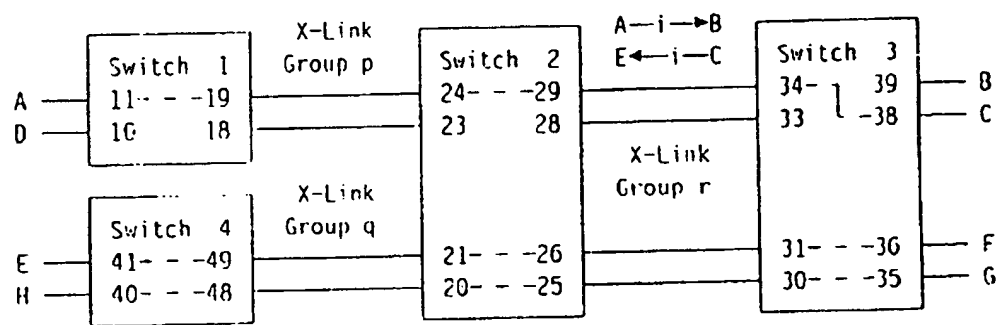 X-Link
Group p
A—i→B
E←i—C
Switch 1
Switch 2
Switch 3
A
11- - -19
24- - -29
34- 39
B
D
10 18
23 28
33 -38
C
X-Link
Group q
X-Link
Group r
Switch 4
E
41- - -49
21- - -26
31- - -36
F
H
40- - -48
20- - -25
30- - -35
G